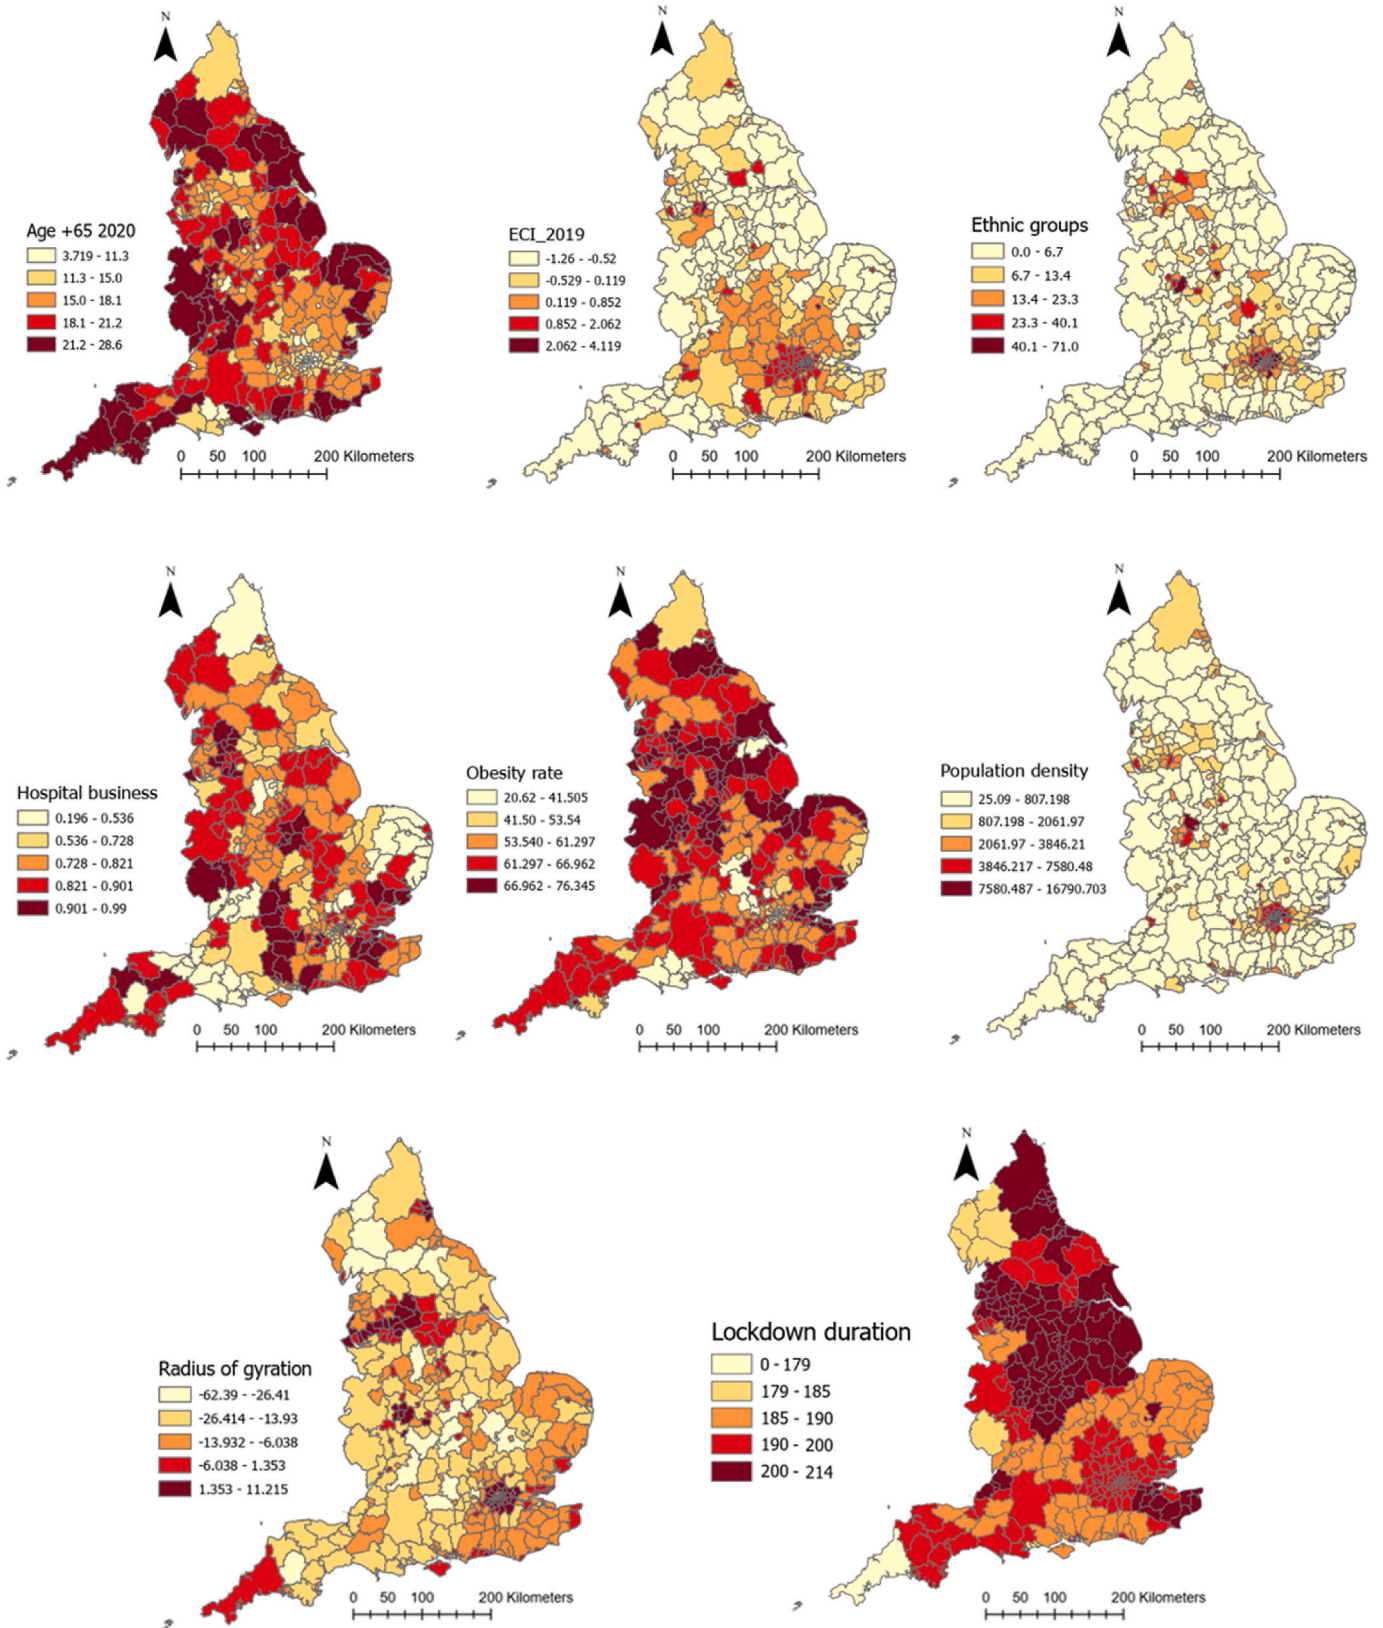 N
Age +65 2020
3.719 - 11.3
11.3 - 15.0
15.0 - 18.1
18.1 - 21.2
21.2 - 28.6
0 50 100 200 Kilometers
N
ECI_2019
-1.26 - -0.52
-0.529 - 0.119
0.119 - 0.852
0.852 - 2.062
2.062 - 4.119
0 50 100 200 Kilometers
N
Ethnic groups
0.0 - 6.7
6.7 - 13.4
13.4 - 23.3
23.3 - 40.1
40.1 - 71.0
0 50 100 200 Kilometers
N
Hospital business
0.196 - 0.536
0.536 - 0.728
0.728 - 0.821
0.821 - 0.901
0.901 - 0.99
0 50 100 200 Kilometers
N
Obesity rate
20.62 - 41.505
41.50 - 53.54
53.540 - 61.297
61.297 - 66.962
66.962 - 76.345
0 50 100 200 Kilometers
N
Population density
25.09 - 807.198
807.198 - 2061.97
2061.97 - 3846.21
3846.217 - 7580.48
7580.487 - 16790.703
0 50 100 200 Kilometers
N
Radius of gyration
-62.39 - -26.41
-26.414 - -13.93
-13.932 - -6.038
-6.038 - 1.353
1.353 - 11.215
0 50 100 200 Kilometers
N
Lockdown duration
0 - 179
179 - 185
185 - 190
190 - 200
200 - 214
0 50 100 200 Kilometers